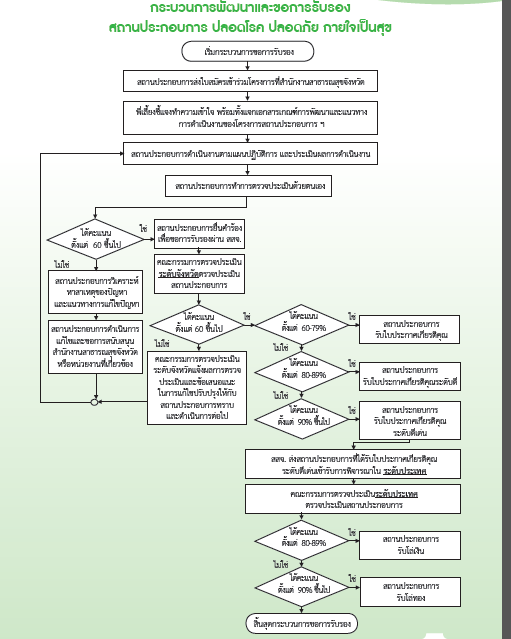 กระบวนการพัฒนาและขอการรับรอง
สถานประกอบการ ปลอดโรค ปลอดภัย กายใจเป็นสุข
เริ่มกระบวนการขอการรับรอง
สถานประกอบการส่งใบสมัครเข้าร่วมโครงการที่สำนักงานสาธารณสุขจังหวัด
พี่เลี้ยงชี้แจงทำความเข้าใจ พร้อมทั้งแจกเอกสารเกณฑ์การพัฒนาและแนวทาง
การดำเนินงานของโครงการสถานประกอบการ ฯ
สถานประกอบการดำเนินงานตามแผนปฏิบัติการ และประเมินผลการดำเนินงาน
สถานประกอบการทำการตรวจประเมินด้วยตนเอง
ได้คะแนน
ตั้งแต่ 60 ขึ้นไป
ใช่
สถานประกอบการยื่นคำร้อง
เพื่อขอการรับรองผ่าน สสจ.
ไม่ใช่
คณะกรรมการตรวจประเมิน
ระดับจังหวัดตรวจประเมิน
สถานประกอบการ
สถานประกอบการวิเคราะห์
หาสาเหตุของปัญหา
และแนวทางการแก้ไขปัญหา
สถานประกอบการดำเนินการ
แก้ไขและขอการสนับสนุน
สำนักงานสาธารณสุขจังหวัด
หรือหน่วยงานที่เกี่ยวข้อง
ได้คะแนน
ตั้งแต่ 60 ขึ้นไป
ใช่
ไม่ใช่
คณะกรรมการตรวจประเมิน
ระดับจังหวัดแจ้งผลการตรวจ
ประเมินและข้อเสนอแนะ
ในการแก้ไขปรับปรุงให้กับ
สถานประกอบการทราบ
และดำเนินการต่อไป
ได้คะแนน
ตั้งแต่ 60-79%
ใช่
สถานประกอบการ
รับใบประกาศเกียรติคุณ
ไม่ใช่
ได้คะแนน
ตั้งแต่ 80-89%
ใช่
สถานประกอบการ
รับใบประกาศเกียรติคุณระดับดี
ไม่ใช่
ได้คะแนน
ตั้งแต่ 90% ขึ้นไป
ใช่
สถานประกอบการ
รับใบประกาศเกียรติคุณ
ระดับดีเด่น
สสจ. ส่งสถานประกอบการที่ได้รับใบประกาศเกียรติคุณ
ระดับดีเด่นเข้ารับการพิจารณาใน ระดับประเทศ
คณะกรรมการตรวจประเมินระดับประเทศ
ตรวจประเมินสถานประกอบการ
ได้คะแนน
ตั้งแต่ 80-89%
ใช่
สถานประกอบการ
รับโล่เงิน
ไม่ใช่
ได้คะแนน
ตั้งแต่ 90% ขึ้นไป
ใช่
สถานประกอบการ
รับโล่ทอง
สิ้นสุดกระบวนการขอการรับรอง